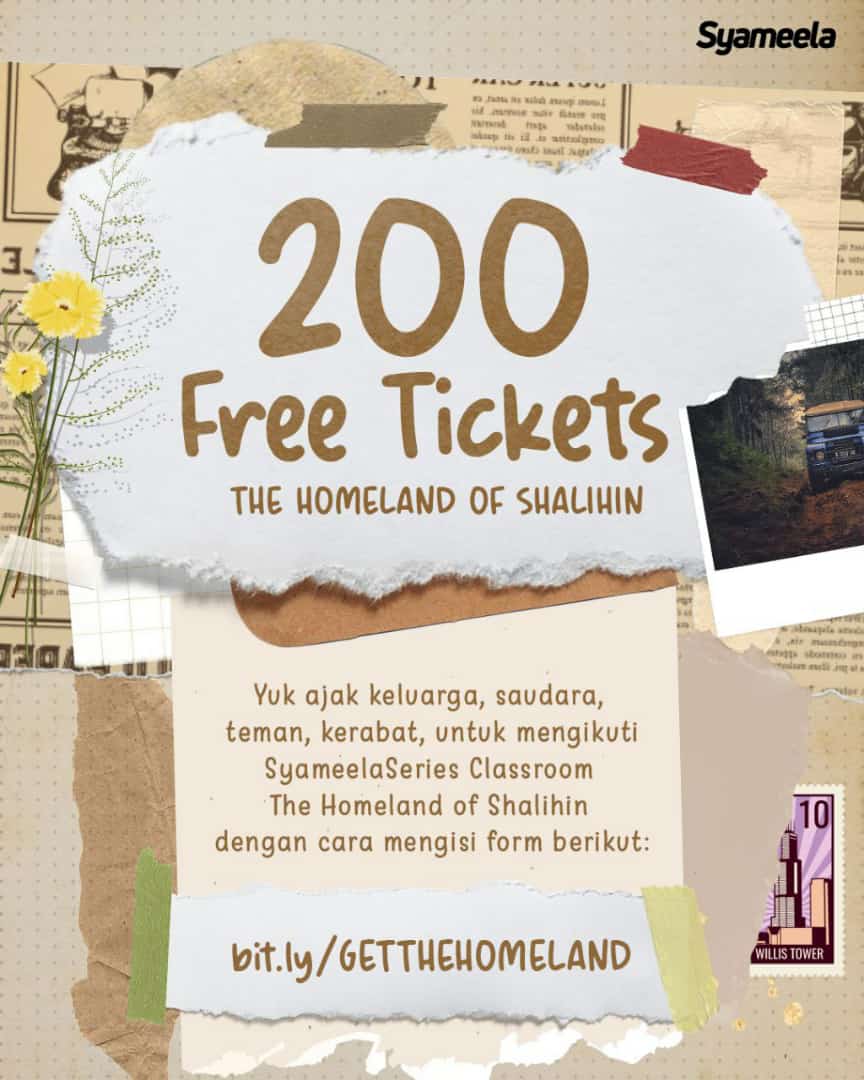 Syameela
200
Free Tickets
THE HOMELAND OF SHALIHIN
Yuk ajak keluarga, saudara,
teman, kerabat, untuk mengikuti
SyameelaSeries Classroom
The Homeland of Shalihin
dengan cara mengisi form berikut:
bit.ly/GETTHEHOMELAND
10
WILLIS TOWER